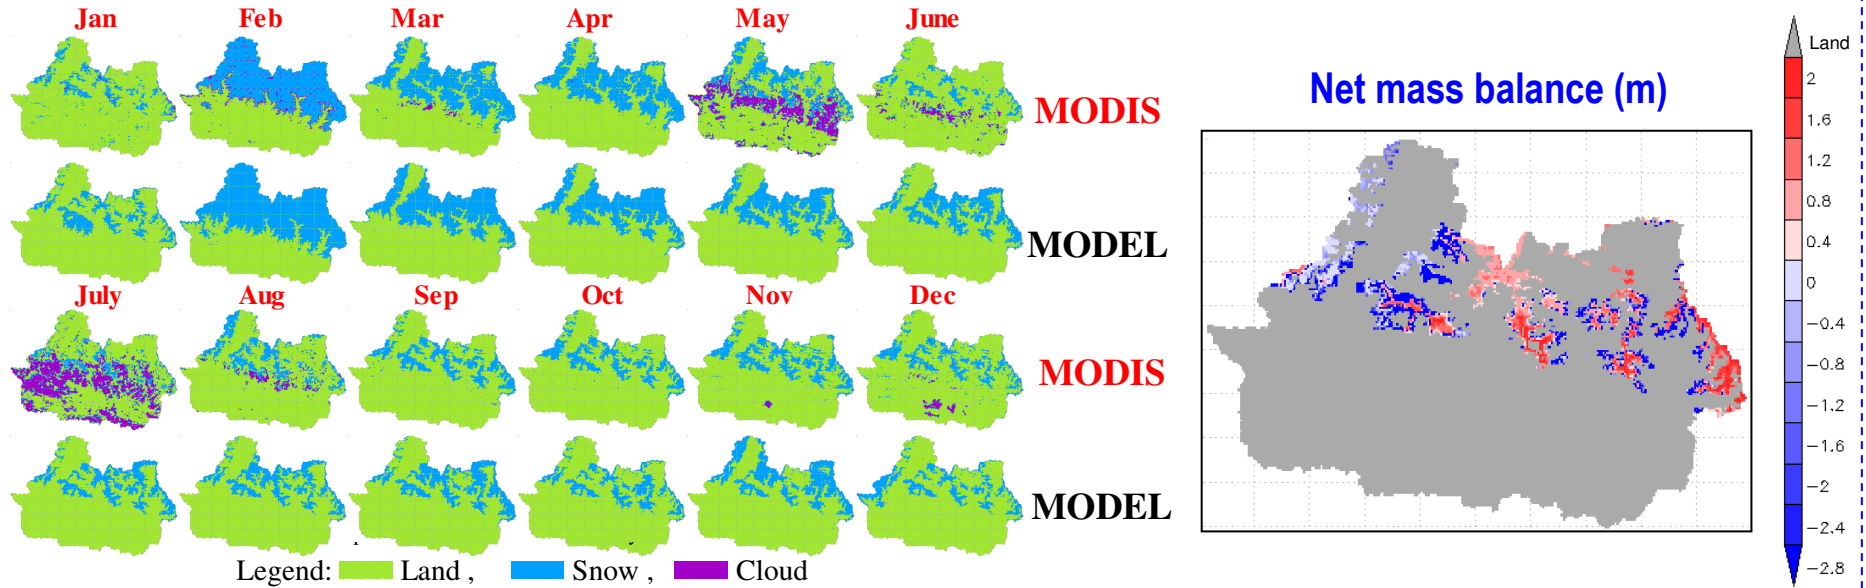 Jan Feb Mar Apr May June
MODIS
MODEL
July Aug Sep Oct Nov Dec
MODIS
MODEL
Legend: Land , Snow , Cloud
Net mass balance (m)
Land
2
1.6
1.2
0.8
0.4
0
−0.4
−0.8
−1.2
−1.6
−2
−2.4
−2.8